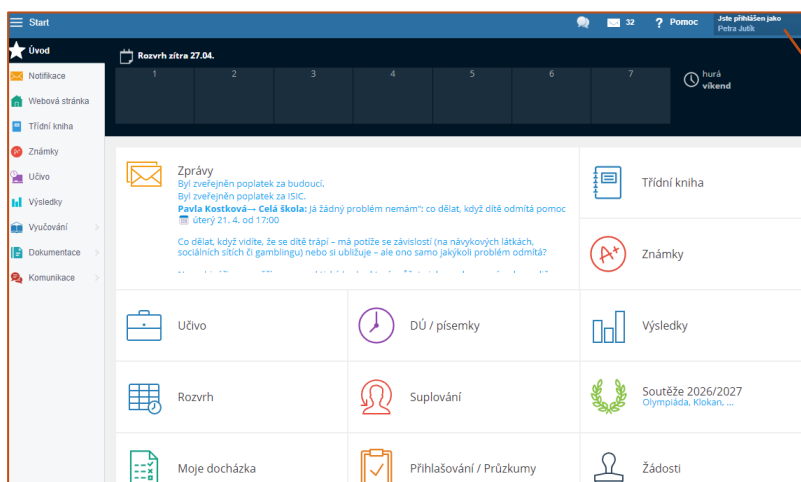 Start
32
? Pomoc
Jste přihlášen jako
Petra Jutik
Úvod
Notifikace
Webová stránka
Třídní kniha
Známky
Učivo
Výsledky
Vyučování
Dokumentace
Komunikace
Rozvrh zítra 27.04.
1 2 3 4 5 6 7
hurá
víkend
Zprávy
Byl zveřejněn poplatek za budoucí.
Byl zveřejněn poplatek za ISIC.
Pavla Kostková→ Celá škola: Já žádný problém nemám": co dělat, když dítě odmítá pomoc
úterý 21. 4. od 17:00
Co dělat, když vidíte, že se dítě trápí – má potíže se závislostí (na návykových látkách,
sociálních sítích či gamblingu) nebo si ubližuje – ale ono samo jakýkoli problém odmítá?
Třídní kniha
A+
Známky
Učivo
DÚ / písemky
Výsledky
Rozvrh
Suplování
Soutěže 2026/2027
Olympiáda, Klokan, ...
Moje docházka
Přihlašování / Průzkumy
Žádosti